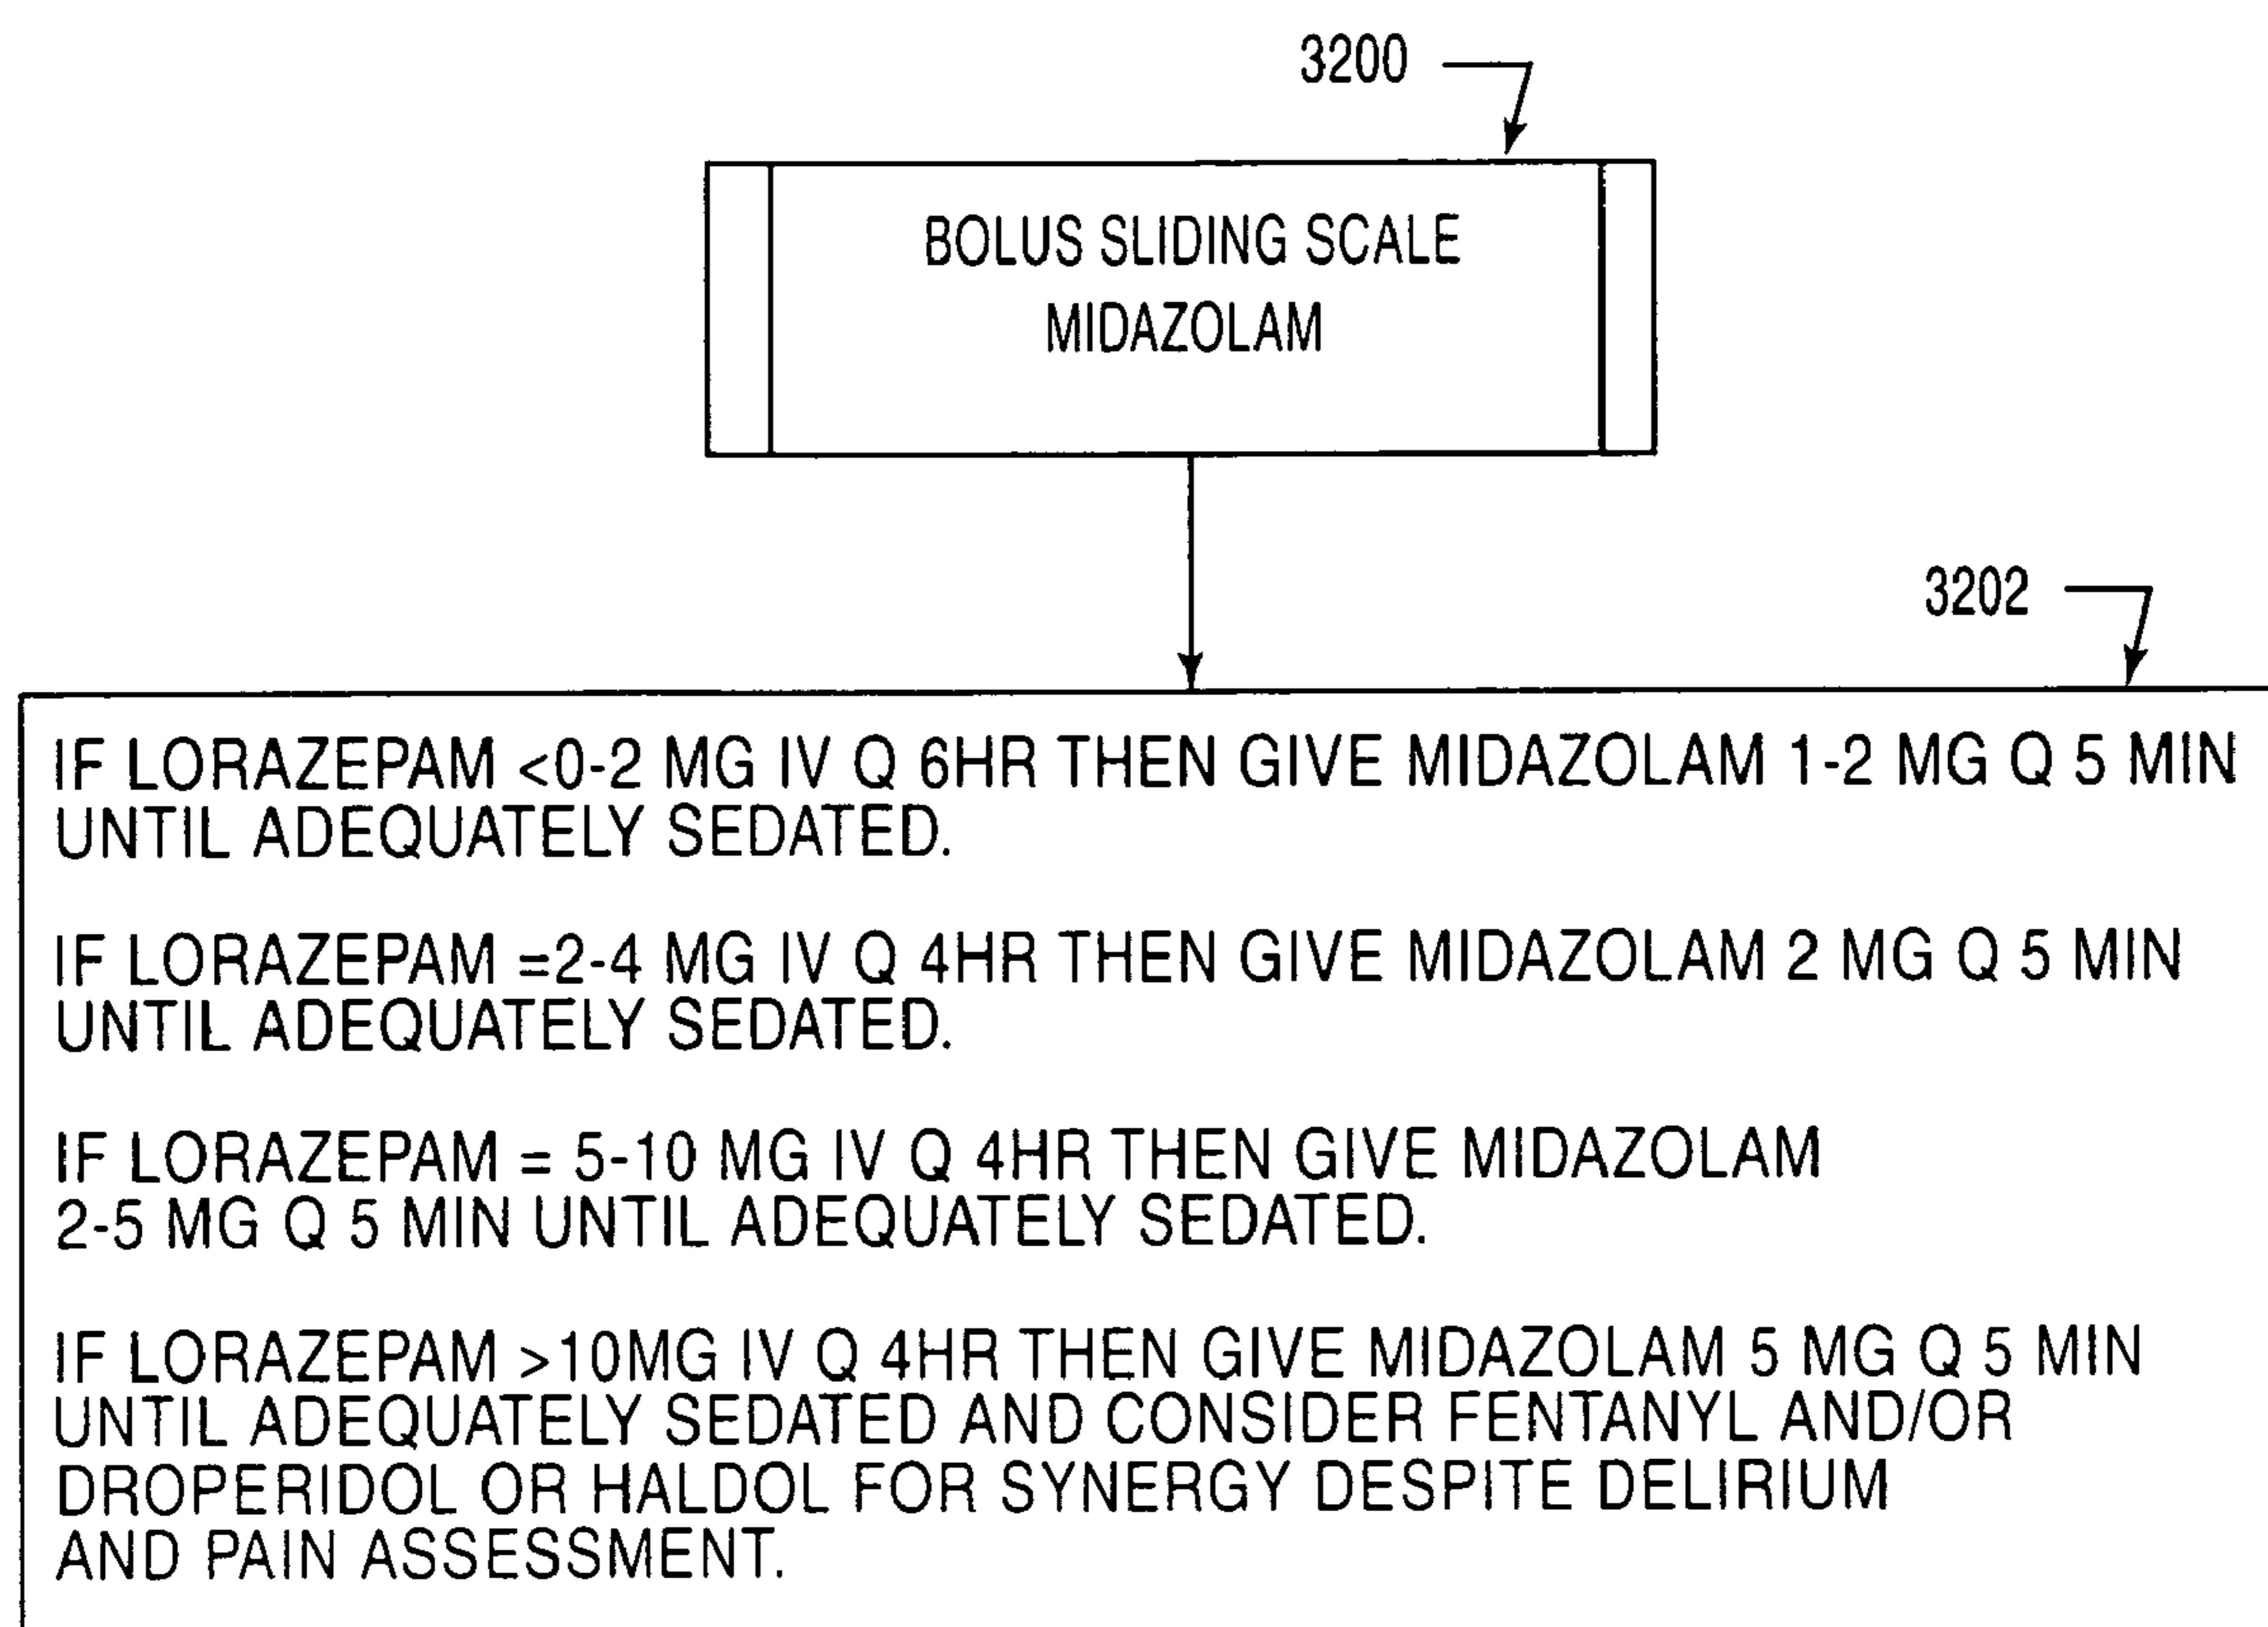 3200
BOLUS SLIDING SCALE
MIDAZOLAM
3202
IF LORAZEPAM <0-2 MG IV Q 6HR THEN GIVE MIDAZOLAM 1-2 MG Q 5 MIN
UNTIL ADEQUATELY SEDATED.
IF LORAZEPAM =2-4 MG IV Q 4HR THEN GIVE MIDAZOLAM 2 MG Q 5 MIN
UNTIL ADEQUATELY SEDATED.
IF LORAZEPAM = 5-10 MG IV Q 4HR THEN GIVE MIDAZOLAM
2-5 MG Q 5 MIN UNTIL ADEQUATELY SEDATED.
IF LORAZEPAM >10MG IV Q 4HR THEN GIVE MIDAZOLAM 5 MG Q 5 MIN
UNTIL ADEQUATELY SEDATED AND CONSIDER FENTANYL AND/OR
DROPERIDOL OR HALDOL FOR SYNERGY DESPITE DELIRIUM
AND PAIN ASSESSMENT.